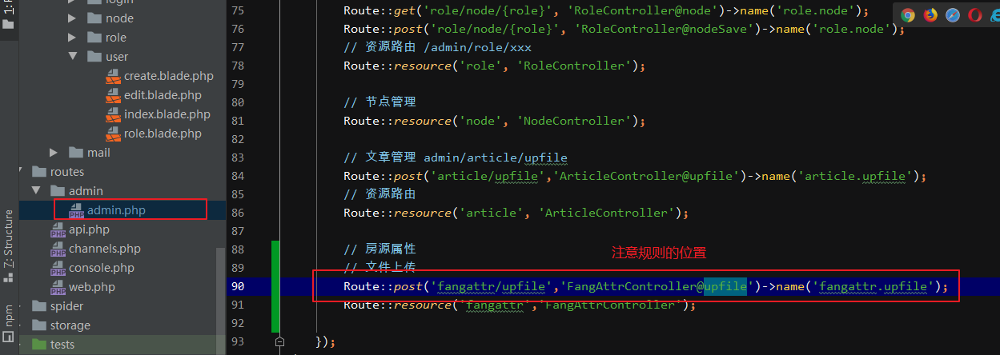 login
node
role
user
create.blade.php
edit.blade.php
index.blade.php
role.blade.php
mail
routes
admin
admin.php
api.php
channels.php
console.php
web.php
spider
storage
tests
Z: Structure
npm
75 Route::get('role/node/{role}', 'RoleController@node')->name('role.node');
76 Route::post('role/node/{role}', 'RoleController@nodeSave')->name('role.node');
77 // 资源路由 /admin/role/xxx
78 Route::resource('role', 'RoleController');
79
80 // 节点管理
81 Route::resource('node', 'NodeController');
82
83 // 文章管理 admin/article/upfile
84 Route::post('article/upfile','ArticleController@upfile')->name('article.upfile');
85 // 资源路由
86 Route::resource('article', 'ArticleController');
87
88 // 房源属性
注意规则的位置
89 // 文件上传
90 Route::post('fangattr/upfile','FangAttrController@upfile')->name('fangattr.upfile');
91 Route::resource('fangattr','FangAttrController');
92
93 });